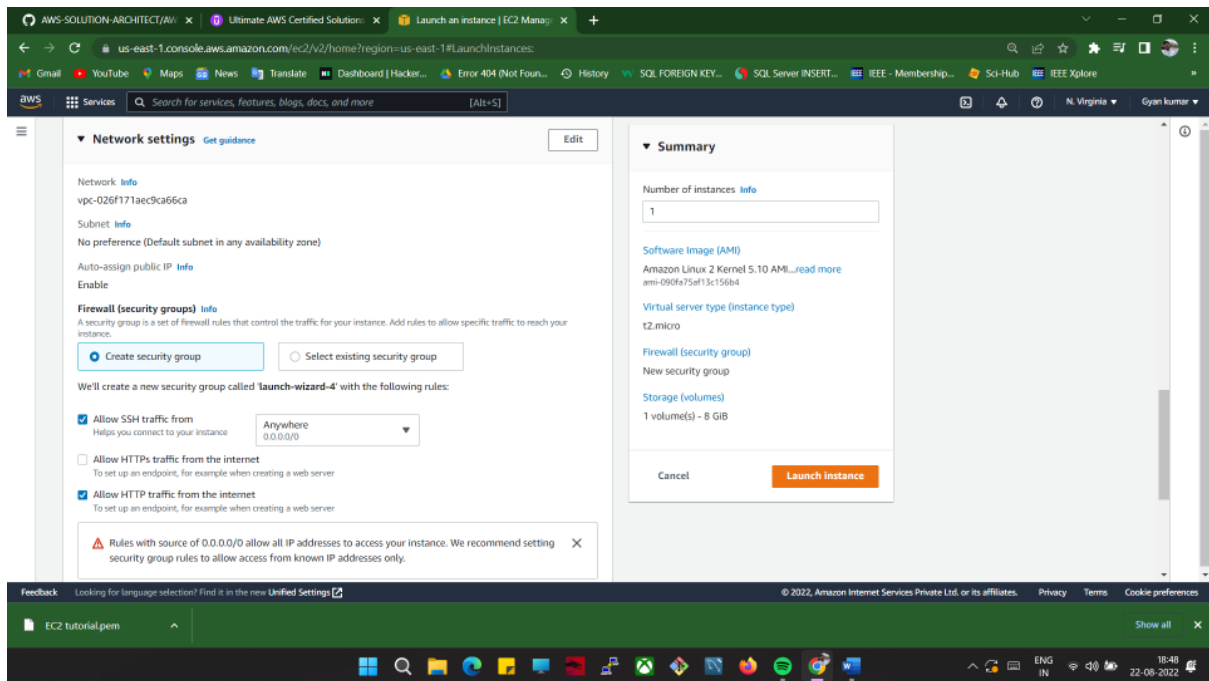 AWS-SOLUTION-ARCHITECT/AW
Ultimate AWS Certified Solutions
Launch an instance | EC2 Manag
us-east-1.console.aws.amazon.com/ec2/v2/home?region=us-east-1#LaunchInstances:
Gmail YouTube Maps News Translate Dashboard | Hacker... Error 404 (Not Foun... History SQL FOREIGN KEY... SQL Server INSERT... IEEE - Membership... Sci-Hub IEEE Xplore »
aws Services Search for services, features, blogs, docs, and more [Alt+S] N. Virginia Gyan kumar
Network settings Get guidance Edit
Network Info
vpc-026f171aec9ca66ca
Subnet Info
No preference (Default subnet in any availability zone)
Auto-assign public IP Info
Enable
Firewall (security groups) Info
A security group is a set of firewall rules that control the traffic for your instance. Add rules to allow specific traffic to reach your
instance.
Create security group Select existing security group
We'll create a new security group called 'launch-wizard-4' with the following rules:
Allow SSH traffic from
Helps you connect to your instance
Anywhere
0.0.0.0/0
Allow HTTPs traffic from the internet
To set up an endpoint, for example when creating a web server
Allow HTTP traffic from the internet
To set up an endpoint, for example when creating a web server
Rules with source of 0.0.0.0/0 allow all IP addresses to access your instance. We recommend setting
security group rules to allow access from known IP addresses only.
Summary
Number of instances Info
1
Software Image (AMI)
Amazon Linux 2 Kernel 5.10 AMI...read more
ami-090fa75af13c156b4
Virtual server type (instance type)
t2.micro
Firewall (security group)
New security group
Storage (volumes)
1 volume(s) - 8 GiB
Cancel Launch instance
Feedback Looking for language selection? Find it in the new Unified Settings © 2022, Amazon Internet Services Private Ltd. or its affiliates. Privacy Terms Cookie preferences
EC2 tutorial.pem Show all
ENG
IN
18:48
22-08-2022